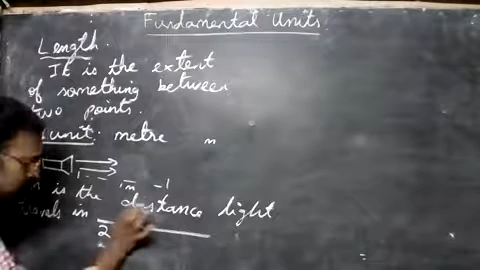 Fundamental Units
Length.
It is the extent
of something between
two points.
unit: metre m
m -1
is the distance light
travels in
2